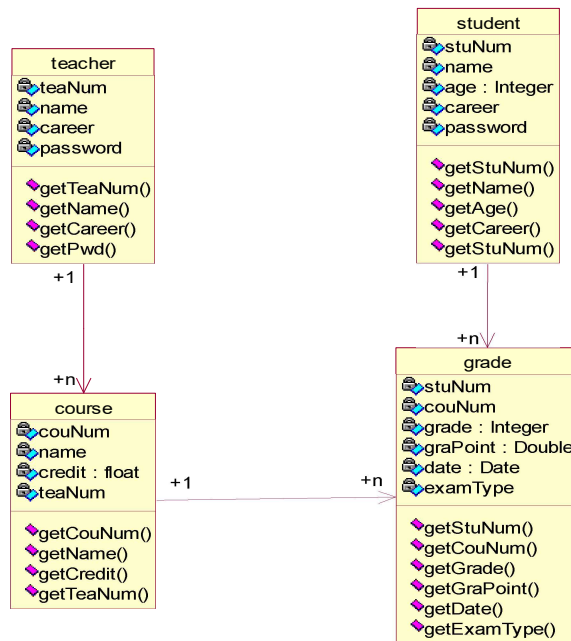 teacher
teaNum
name
career
password
getTeaNum()
getName()
getCareer()
getPwd()
student
stuNum
name
age : Integer
career
password
getStuNum()
getName()
getAge()
getCareer()
getStuNum()
+1
+n
+1
+n
course
couNum
name
credit : float
teaNum
getCouNum()
getName()
getCredit()
getTeaNum()
+1
+n
grade
stuNum
couNum
grade : Integer
graPoint : Double
date : Date
examType
getStuNum()
getCouNum()
getGrade()
getGraPoint()
getDate()
getExamType()